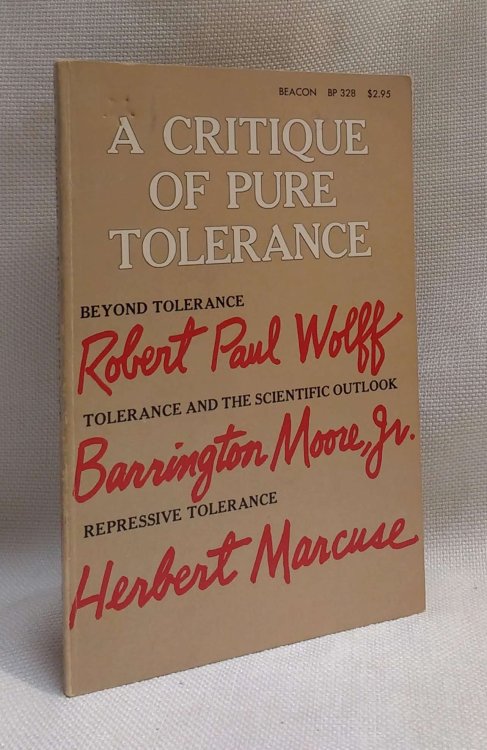 BEACON BP 328 $2.95
A CRITIQUE
OF PURE
TOLERANCE
BEYOND TOLERANCE
Robert Paul Wolff
TOLERANCE AND THE SCIENTIFIC OUTLOOK
Barrington Moore, Jr.
REPRESSIVE TOLERANCE
Herbert Marcuse